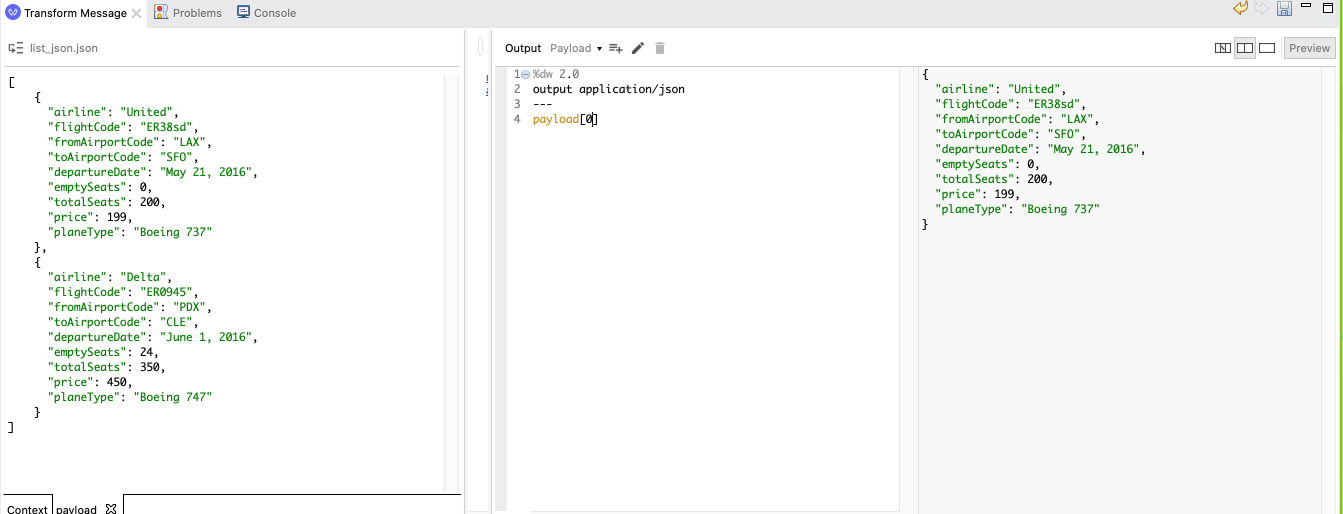 Transform Message
Problems
Console
list_json.json
Output Payload
Preview
[
    {
      "airline": "United",
      "flightCode": "ER38sd",
      "fromAirportCode": "LAX",
      "toAirportCode": "SFO",
      "departureDate": "May 21, 2016",
      "emptySeats": 0,
      "totalSeats": 200,
      "price": 199,
      "planeType": "Boeing 737"
    },
    {
      "airline": "Delta",
      "flightCode": "ER0945",
      "fromAirportCode": "PDX",
      "toAirportCode": "CLE",
      "departureDate": "June 1, 2016",
      "emptySeats": 24,
      "totalSeats": 350,
      "price": 450,
      "planeType": "Boeing 747"
    }
]
Context payload
1 %dw 2.0
2 output application/json
3 ---
4 payload[0]
{
  "airline": "United",
  "flightCode": "ER38sd",
  "fromAirportCode": "LAX",
  "toAirportCode": "SFO",
  "departureDate": "May 21, 2016",
  "emptySeats": 0,
  "totalSeats": 200,
  "price": 199,
  "planeType": "Boeing 737"
}